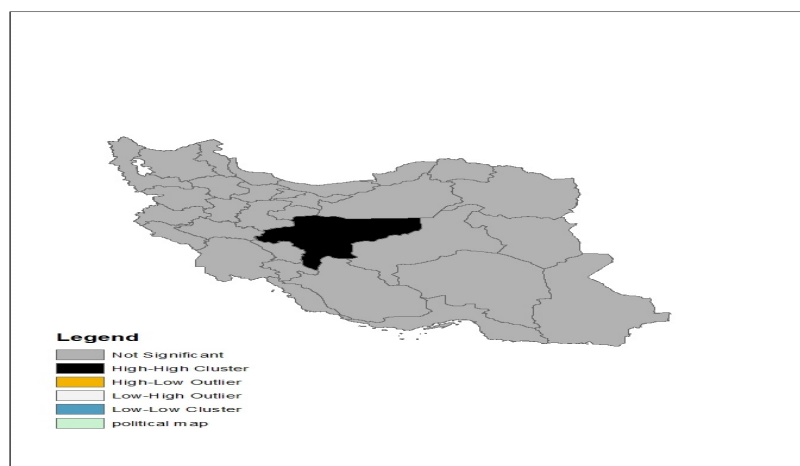 Legend
Not Significant
High-High Cluster
High-Low Outlier
Low-High Outlier
Low-Low Cluster
political map